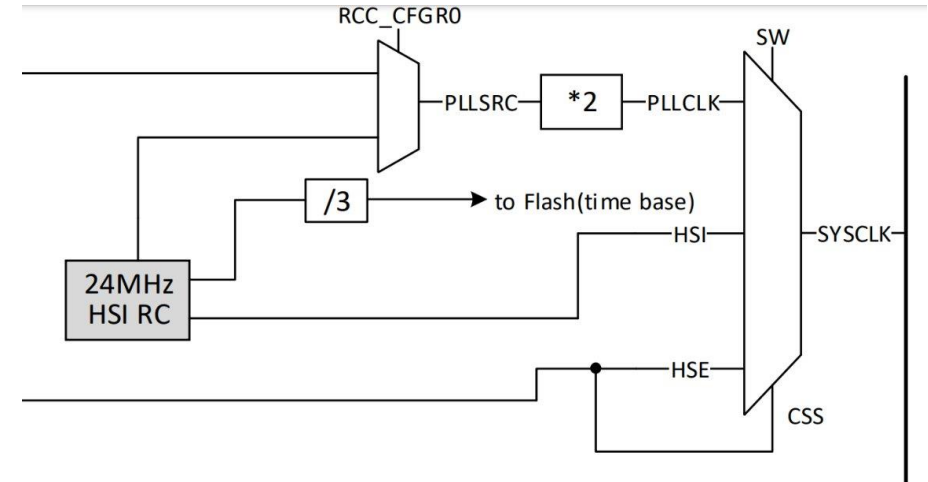 RCC_CFGR0
SW
PLLSRC
*2
PLLCLK
/3
to Flash(time base)
HSI
SYSCLK
24MHz
HSI RC
HSE
CSS